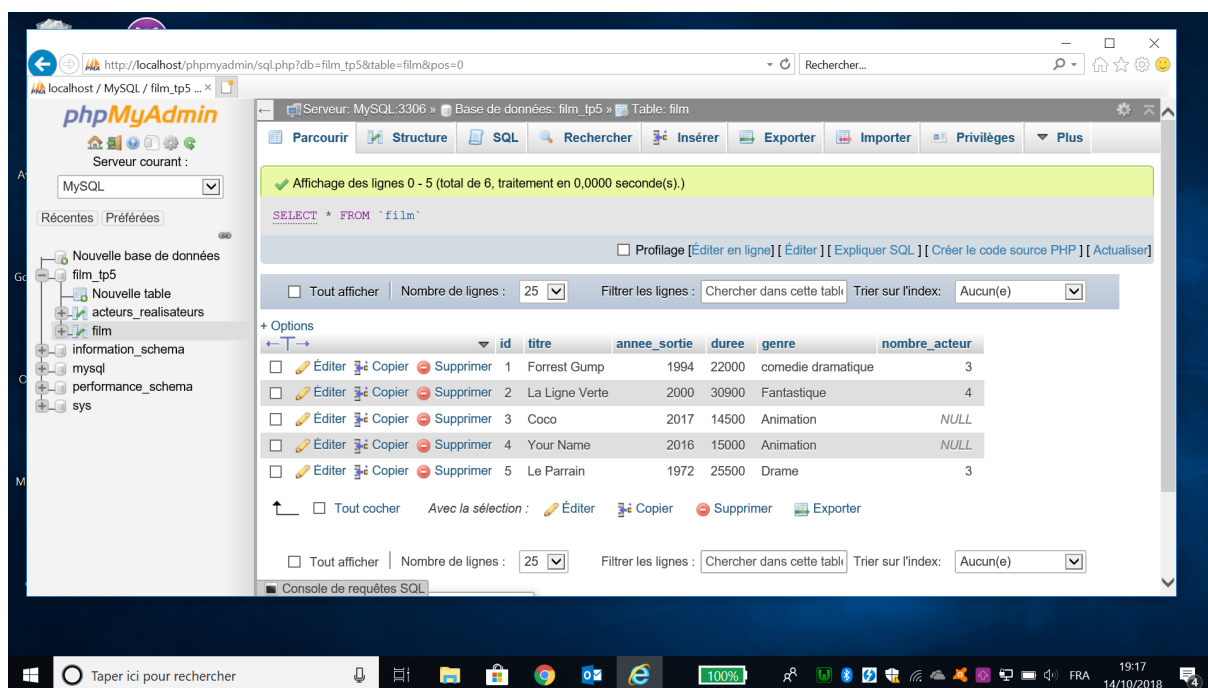 http://localhost/phpmyadmin/sql.php?db=film_tp5&table=film&pos=0
Rechercher...
localhost / MySQL / film_tp5 ...
phpMyAdmin
Serveur courant :
MySQL
Récentes Préférées
Nouvelle base de données
film_tp5
Nouvelle table
acteurs_realisateurs
film
information_schema
mysql
performance_schema
sys
Serveur: MySQL:3306 » Base de données: film_tp5 » Table: film
Parcourir Structure SQL Rechercher Insérer Exporter Importer Privilèges Plus
Affichage des lignes 0 - 5 (total de 6, traitement en 0,0000 seconde(s).)
SELECT * FROM `film`
Profilage [Éditer en ligne] [ Éditer ] [ Expliquer SQL ] [ Créer le code source PHP ] [ Actualiser]
Tout afficher Nombre de lignes : 25 Filtrer les lignes : Chercher dans cette table Trier sur l'index: Aucun(e)
+ Options
←T→ id titre annee_sortie duree genre nombre_acteur
Éditer Copier Supprimer 1 Forrest Gump 1994 22000 comedie dramatique 3
Éditer Copier Supprimer 2 La Ligne Verte 2000 30900 Fantastique 4
Éditer Copier Supprimer 3 Coco 2017 14500 Animation NULL
Éditer Copier Supprimer 4 Your Name 2016 15000 Animation NULL
Éditer Copier Supprimer 5 Le Parrain 1972 25500 Drame 3
Tout cocher Avec la sélection : Éditer Copier Supprimer Exporter
Tout afficher Nombre de lignes : 25 Filtrer les lignes : Chercher dans cette table Trier sur l'index: Aucun(e)
Console de requêtes SQL
Taper ici pour rechercher
100%
FRA
19:17
14/10/2018
4